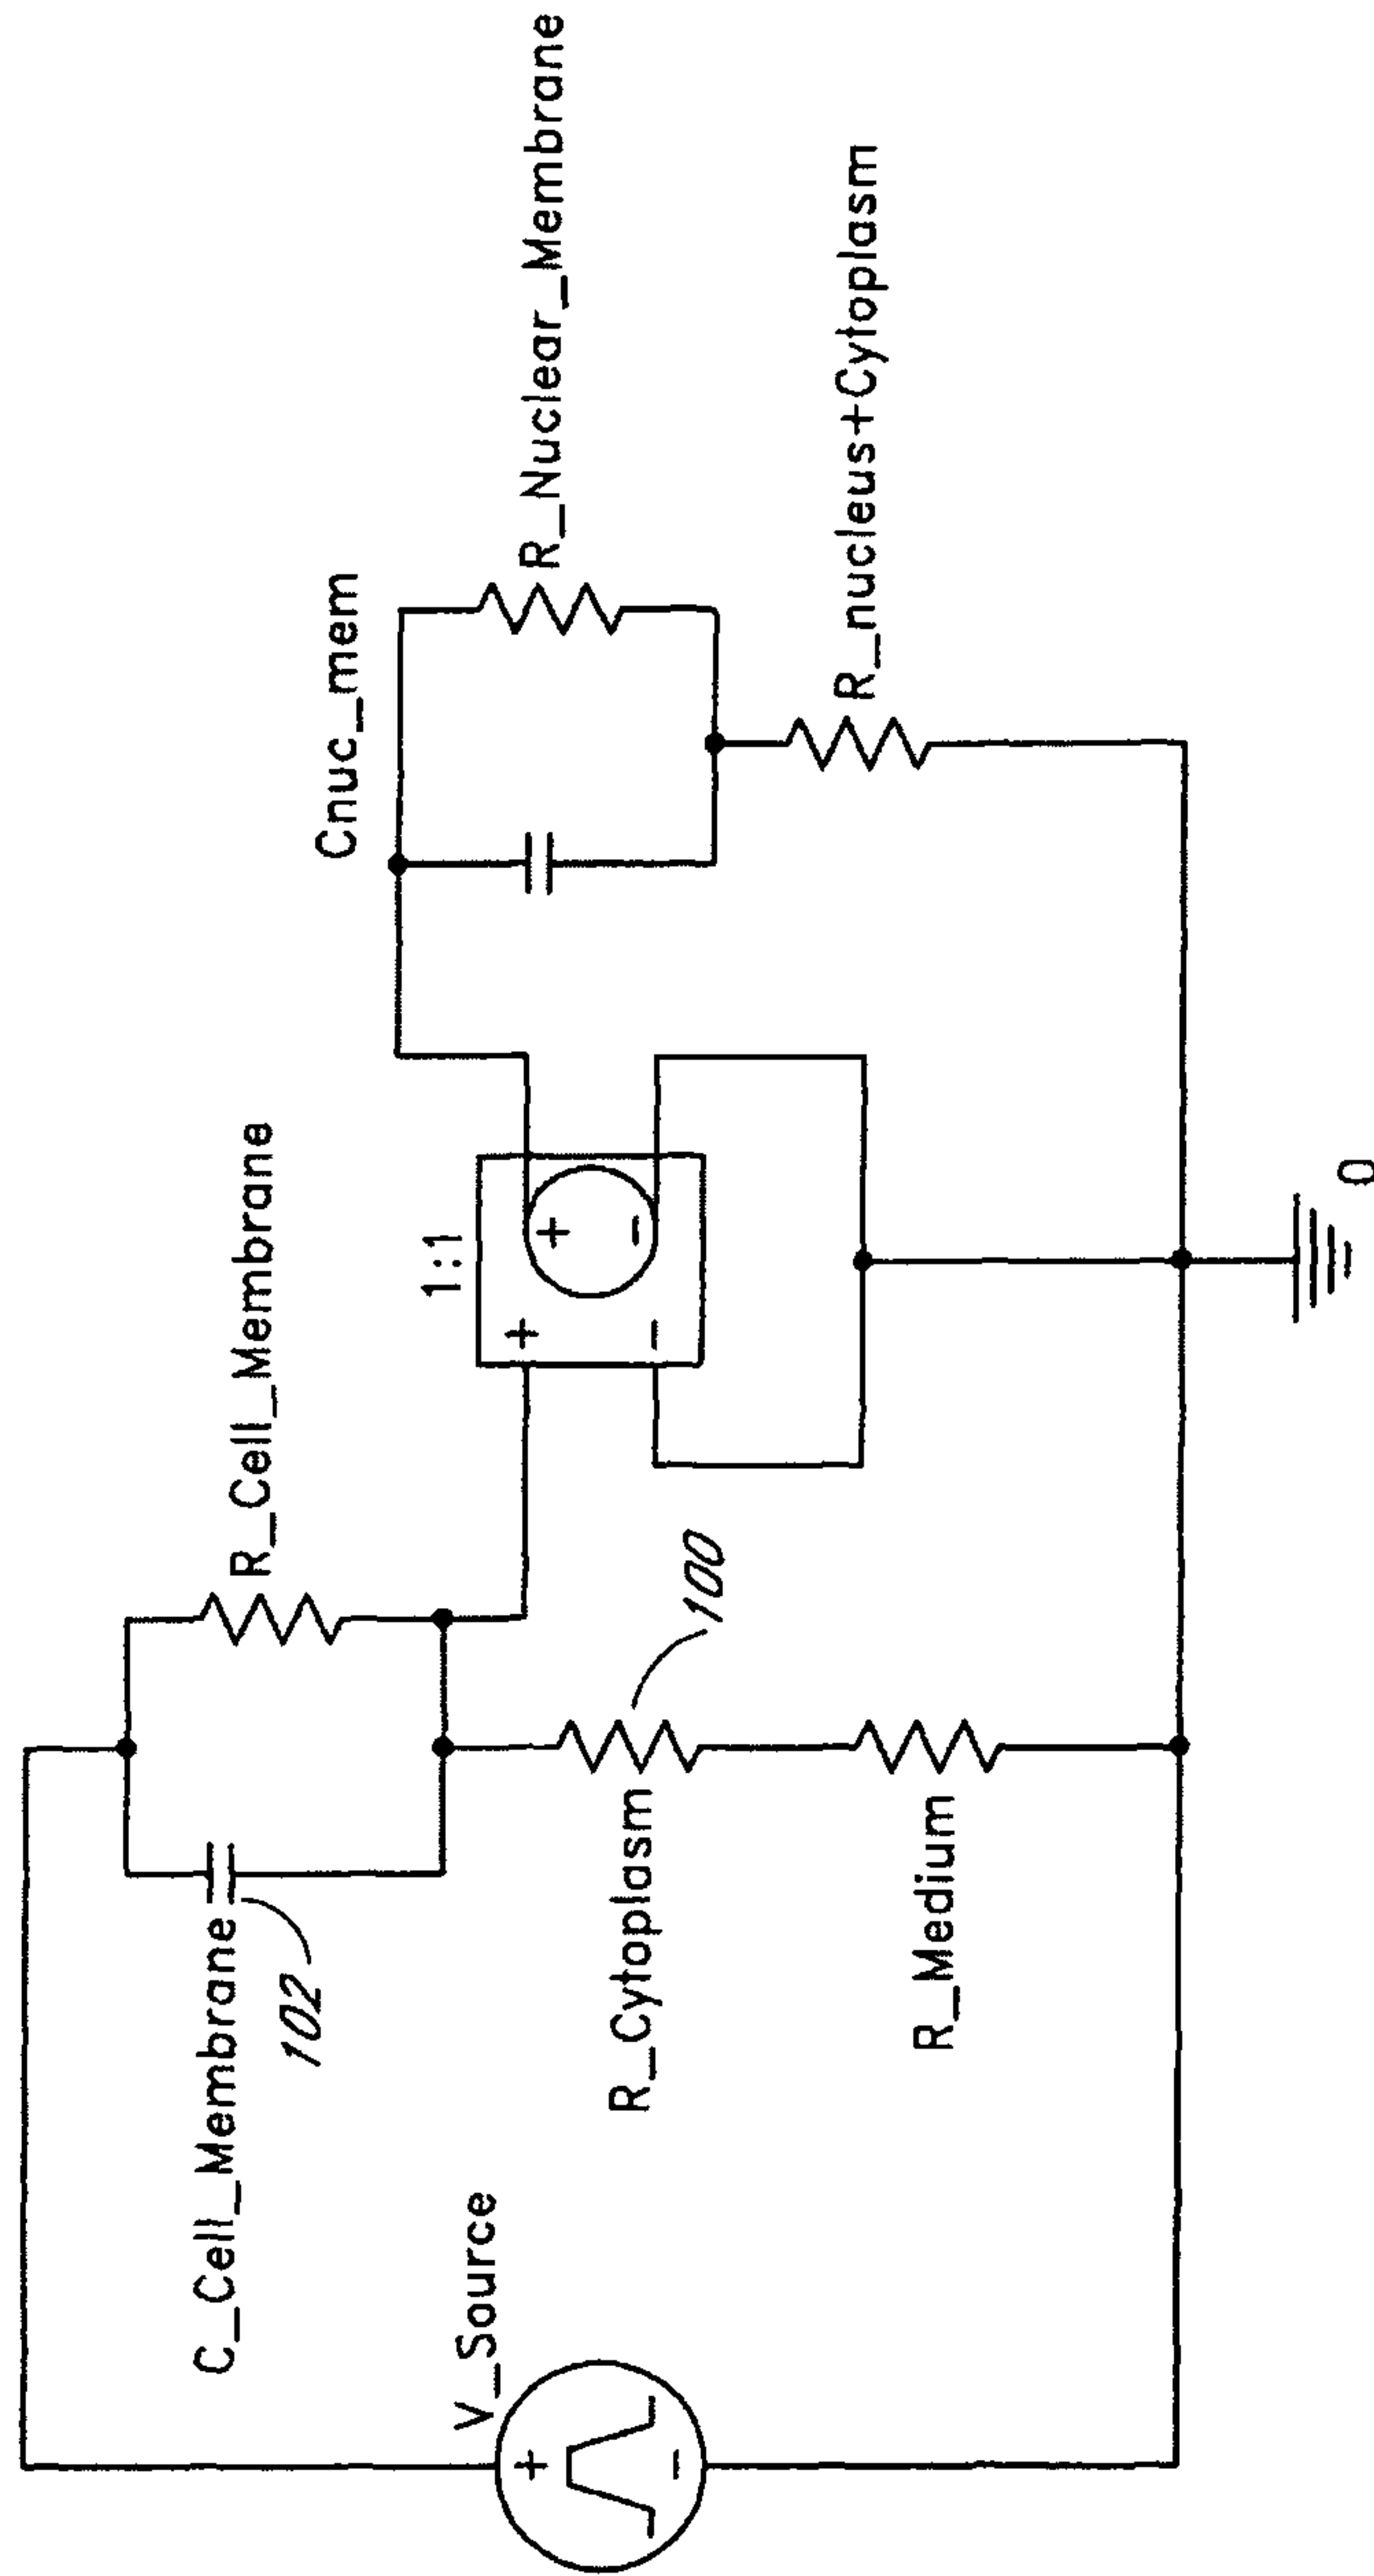 C_Cell_Membrane
102
R_Cell_Membrane
1:1
Cnuc_mem
R_Nuclear_Membrane
V_Source
+
-
+
-
+
-
R_Cytoplasm
100
R_Medium
R_nucleus+Cytoplasm
0